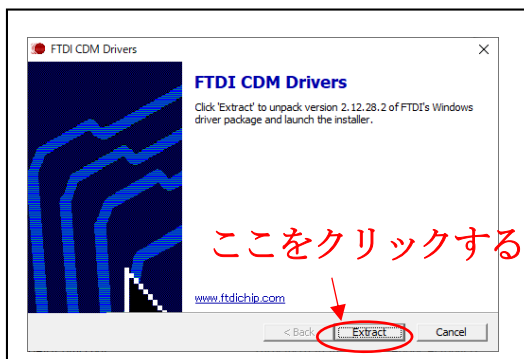 FTDI CDM Drivers
FTDI CDM Drivers
Click 'Extract' to unpack version 2.12.28.2 of FTDI's Windows
driver package and launch the installer.
ここをクリックする
www.ftdichip.com
< Back
Extract
Cancel